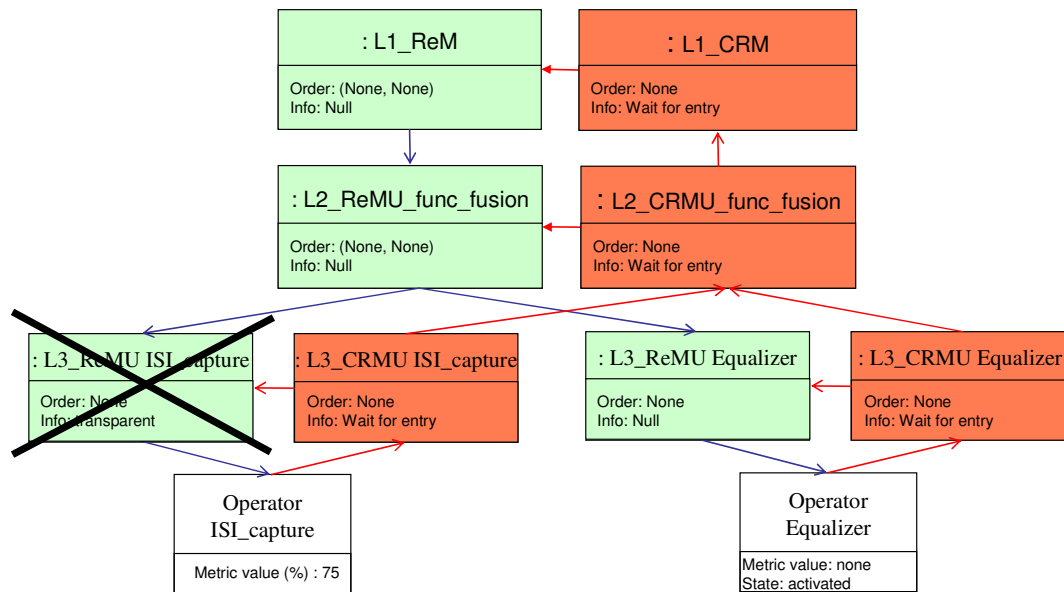 : L1_ReM
Order: (None, None)
Info: Null
: L1_CRM
Order: None
Info: Wait for entry
: L2_ReMU_func_fusion
Order: (None, None)
Info: Null
: L2_CRMU_func_fusion
Order: None
Info: Wait for entry
: L3_ReMU ISI_capture
Order: None
Info: transparent
: L3_CRMU ISI_capture
Order: None
Info: Wait for entry
: L3_ReMU Equalizer
Order: None
Info: Null
: L3_CRMU Equalizer
Order: None
Info: Wait for entry
Operator
ISI_capture
Metric value (%) : 75
Operator
Equalizer
Metric value: none
State: activated